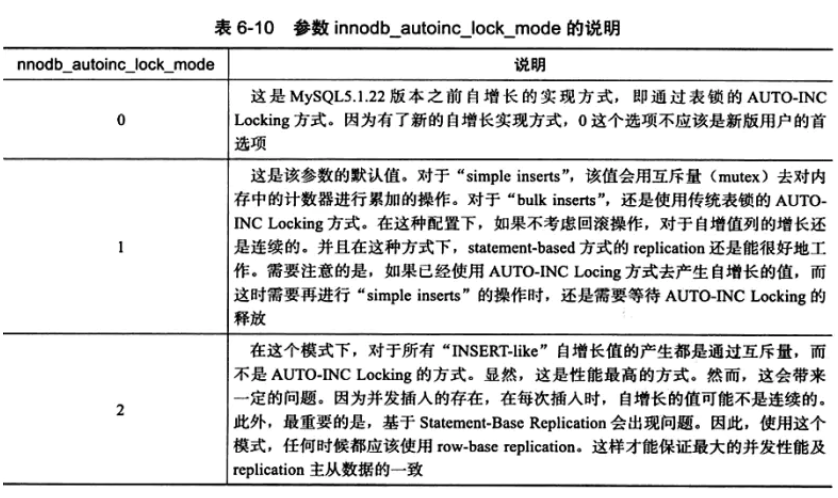 表 6-10 参数 innodb_autoinc_lock_mode 的说明
nnodb_autoinc_lock_mode
说明
0
这是 MySQL5.1.22 版本之前自增长的实现方式，即通过表锁的 AUTO-INC
Locking 方式。因为有了新的自增长实现方式，0 这个选项不应该是新版用户的首
选项
1
这是该参数的默认值。对于“simple inserts”，该值会用互斥量（mutex）去对内
存中的计数器进行累加的操作。对于“bulk inserts”，还是使用传统表锁的 AUTO-
INC Locking 方式。在这种配置下，如果不考虑回滚操作，对于自增值列的增长还
是连续的。并且在这种方式下，statement-based 方式的 replication 还是能很好地工
作。需要注意的是，如果已经使用 AUTO-INC Locing 方式去产生自增长的值，而
这时需要再进行“simple inserts”的操作时，还是需要等待 AUTO-INC Locking 的
释放
2
在这个模式下，对于所有“INSERT-like”自增长值的产生都是通过互斥量，而
不是 AUTO-INC Locking 的方式。显然，这是性能最高的方式。然而，这会带来
一定的问题。因为并发插入的存在，在每次插入时，自增长的值可能不是连续的。
此外，最重要的是，基于 Statement-Base Replication 会出现问题。因此，使用这个
模式，任何时候都应该使用 row-base replication。这样才能保证最大的并发性能及
replication 主从数据的一致